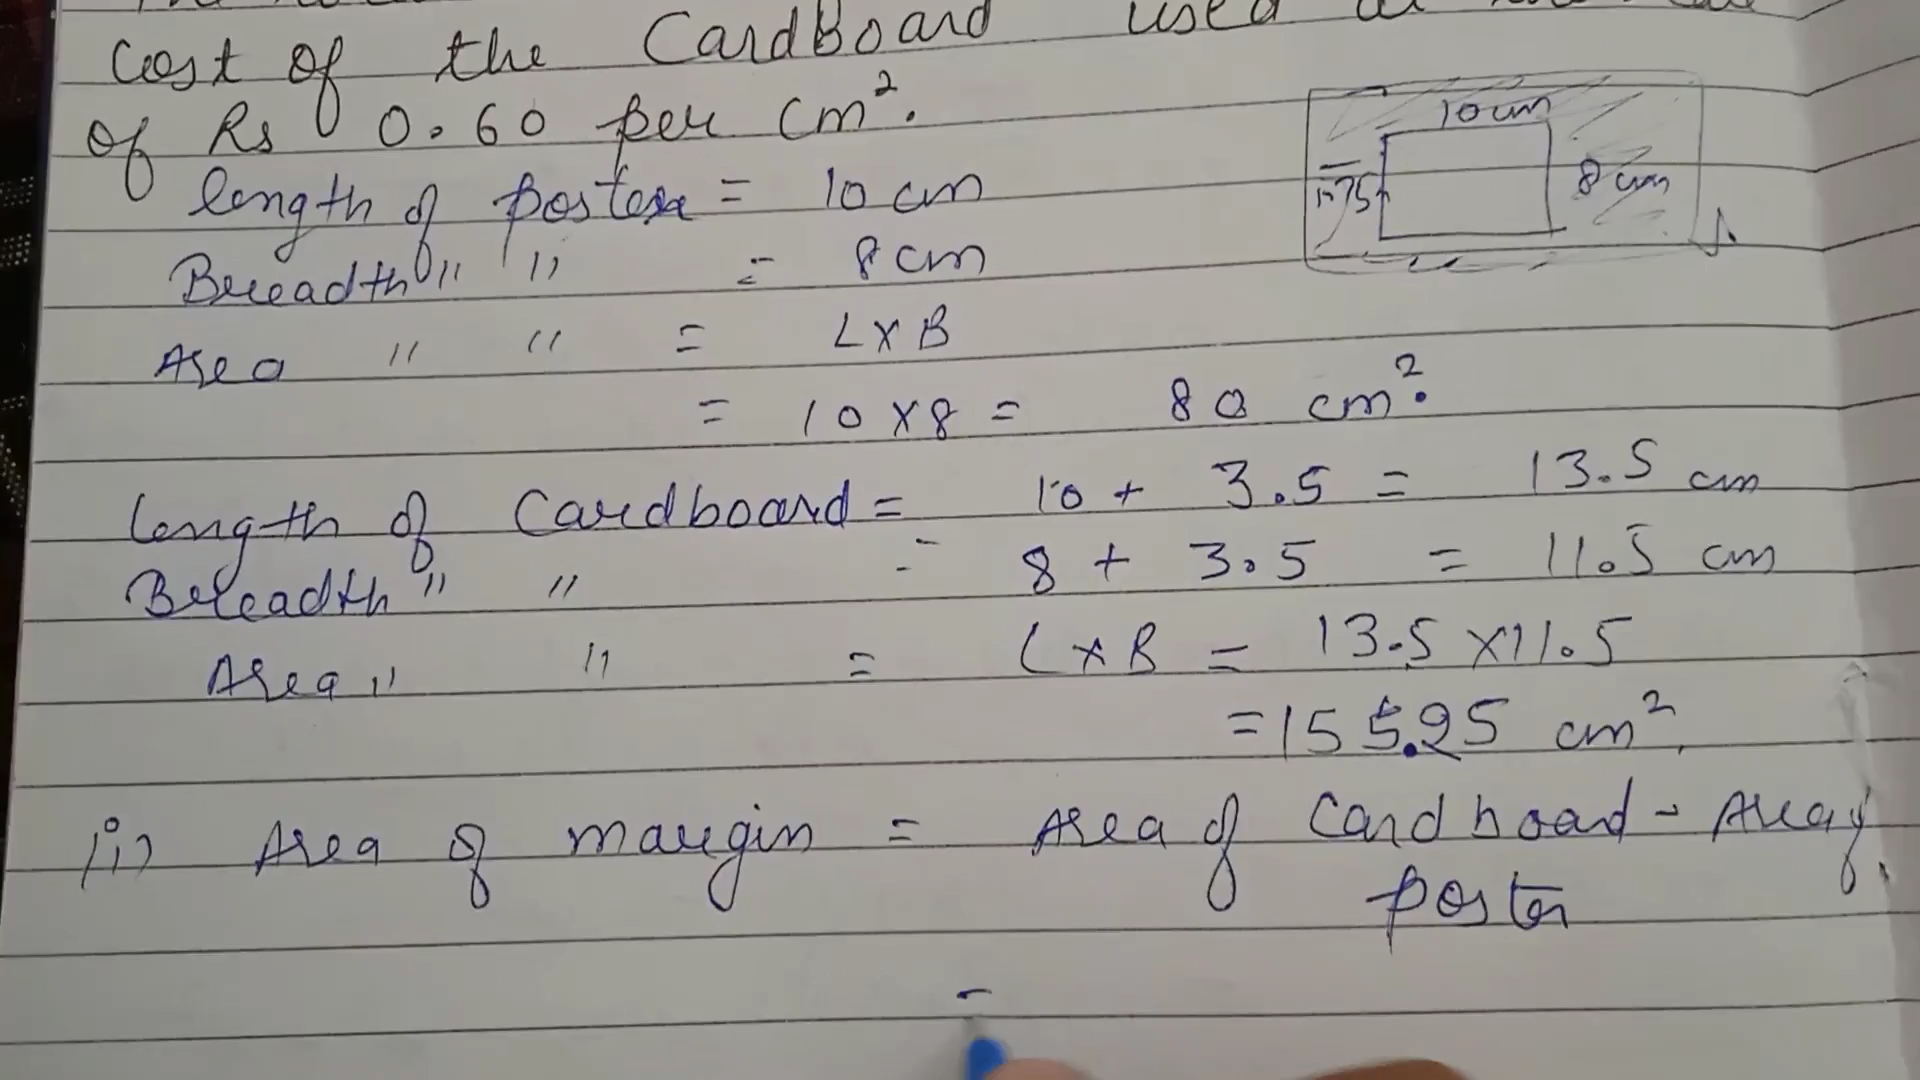 Cost of the CardBoard used at
of Rs 0.60 per cm².
10 cm
1.75
8 cm
length of poster = 10 cm
Breadth " " = 8 cm
Area " " = L×B
= 10×8 = 80 cm².
length of Cardboard = 10 + 3.5 = 13.5 cm
Breadth " " = 8 + 3.5 = 11.5 cm
Area " " = L×B = 13.5 ×11.5
=155.25 cm²
(i) Area of margin = Area of Cardboard - Area of
poster